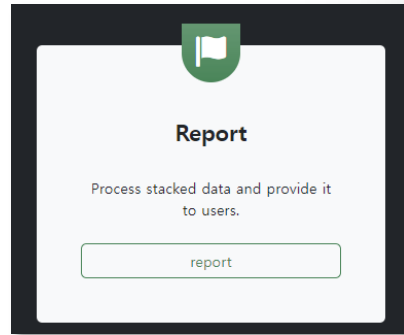 Report
Process stacked data and provide it
to users.
report